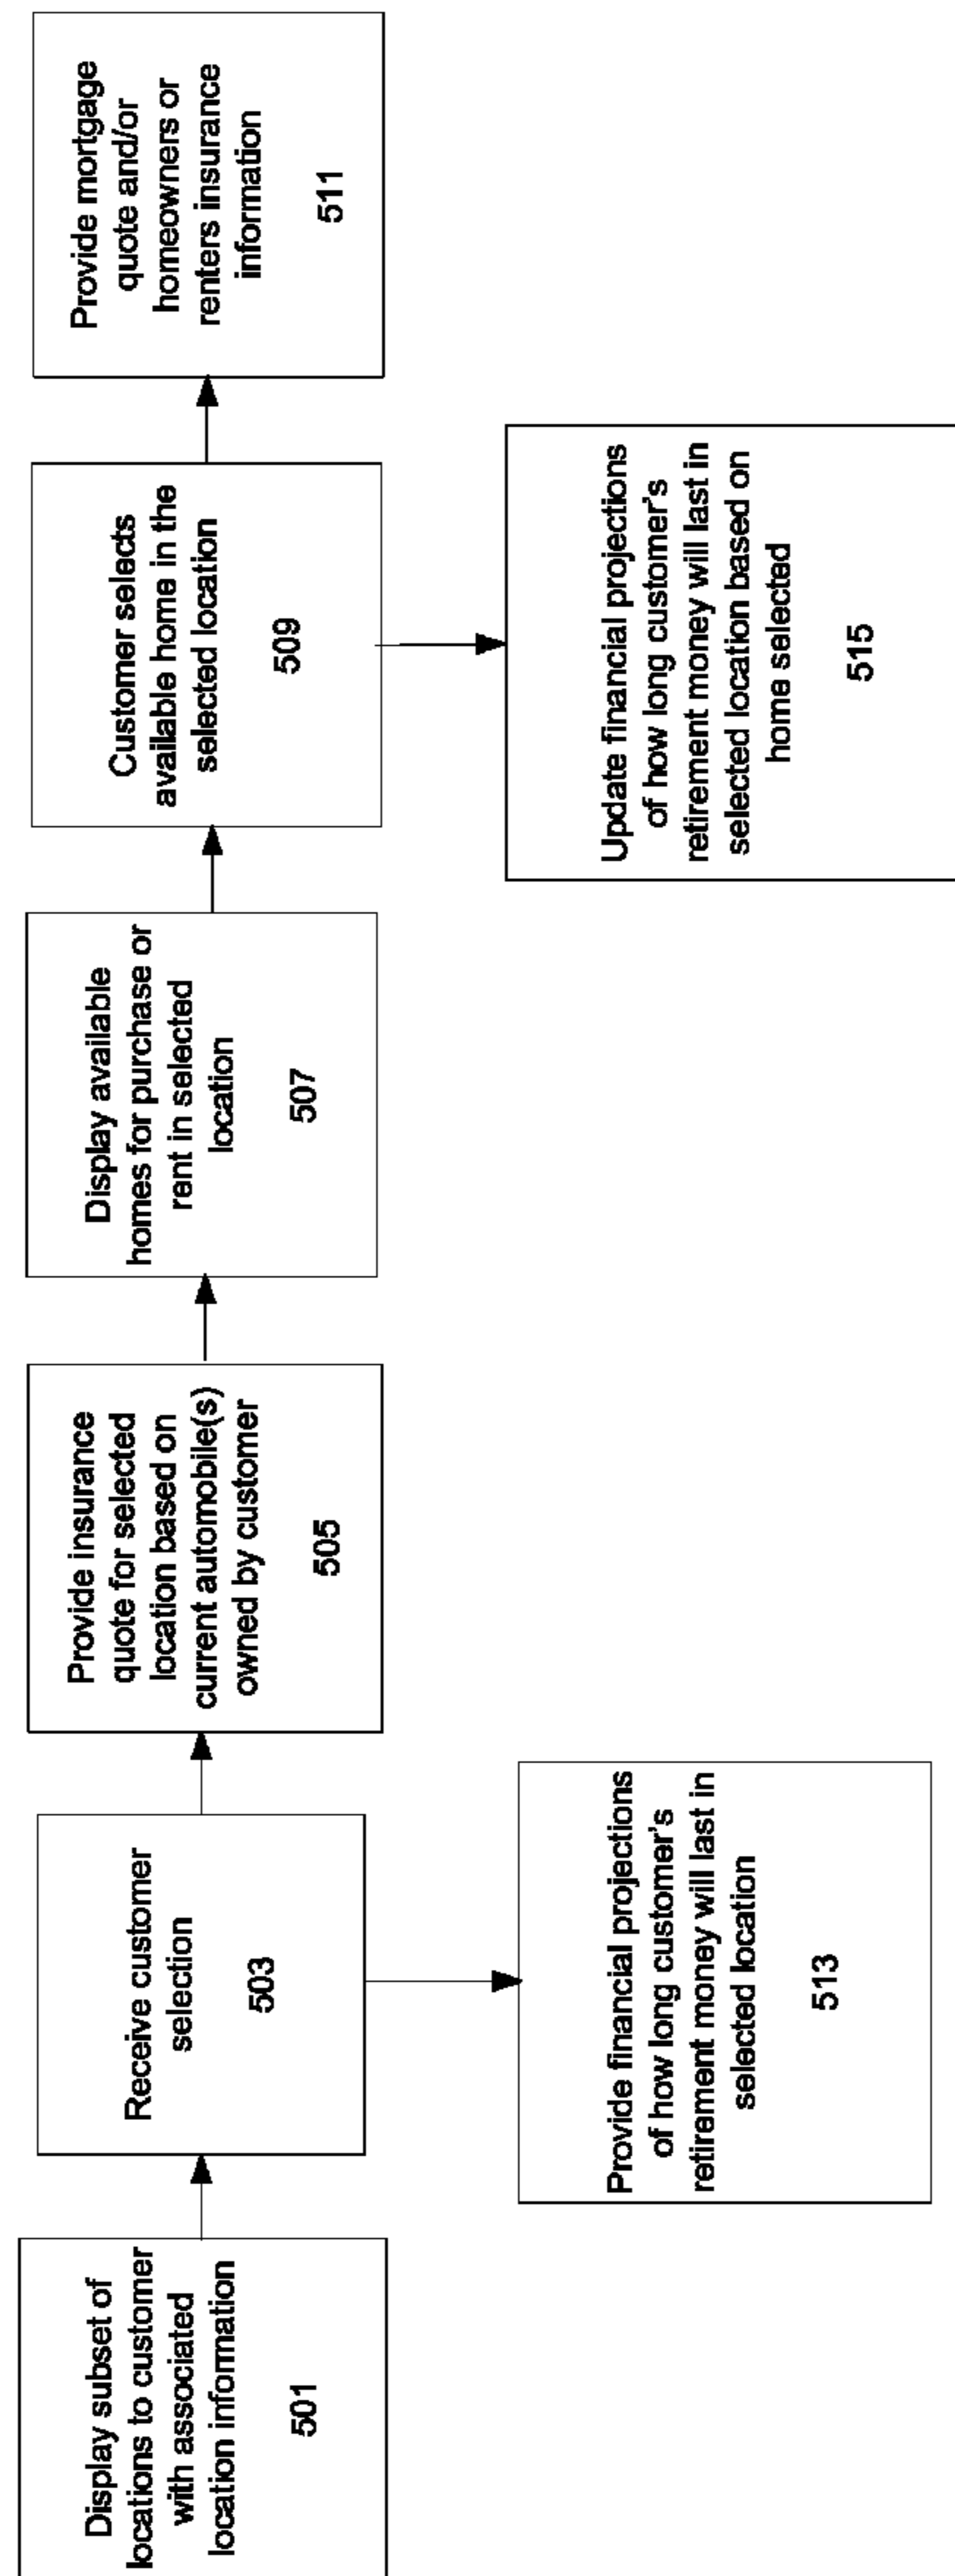 Display subset of
locations to customer
with associated
location information
501
Receive customer
selection
503
Provide insurance
quote for selected
location based on
current automobile(s)
owned by customer
505
Display available
homes for purchase or
rent in selected
location
507
Customer selects
available home in the
selected location
509
Provide mortgage
quote and/or
homeowners or
renters insurance
information
511
Provide financial projections
of how long customer's
retirement money will last in
selected location
513
Update financial projections
of how long customer's
retirement money will last in
selected location based on
home selected
515